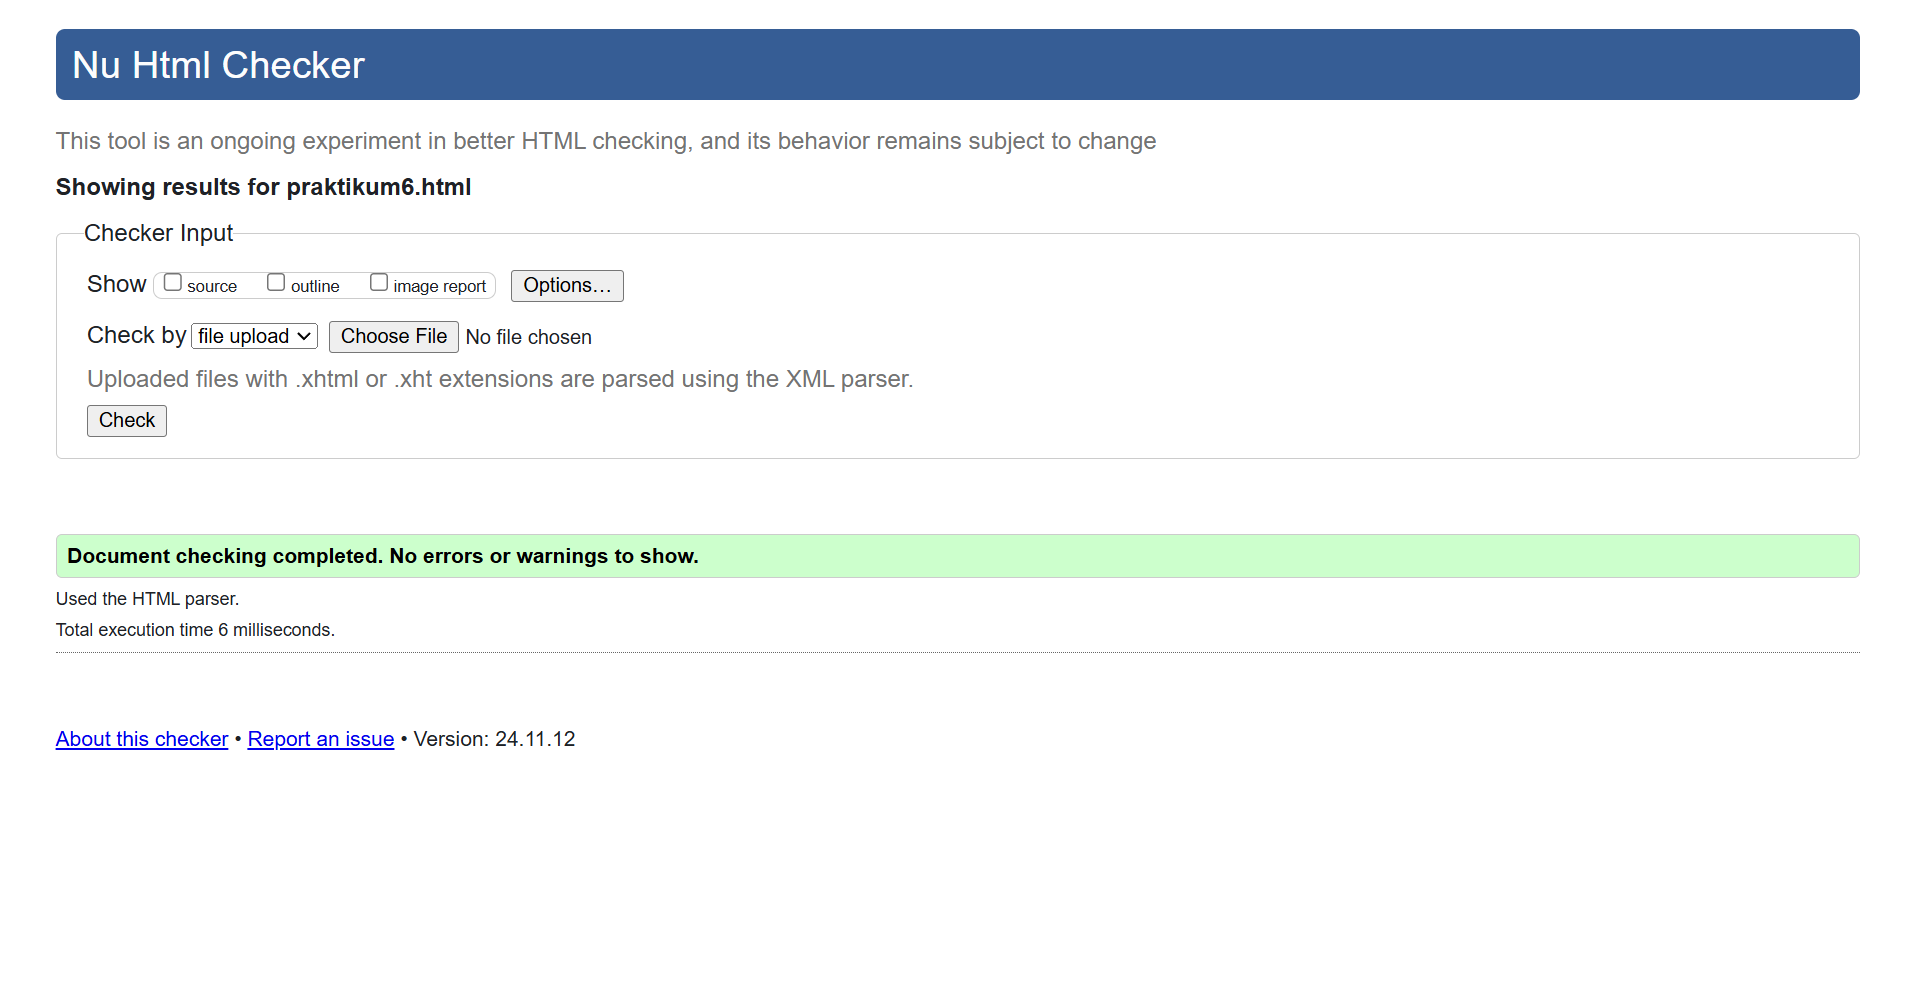 Nu Html Checker
This tool is an ongoing experiment in better HTML checking, and its behavior remains subject to change
Showing results for praktikum6.html
Checker Input
Show source outline image report Options...
Check by file upload Choose File No file chosen
Uploaded files with .xhtml or .xht extensions are parsed using the XML parser.
Check
Document checking completed. No errors or warnings to show.
Used the HTML parser.
Total execution time 6 milliseconds.
About this checker • Report an issue • Version: 24.11.12